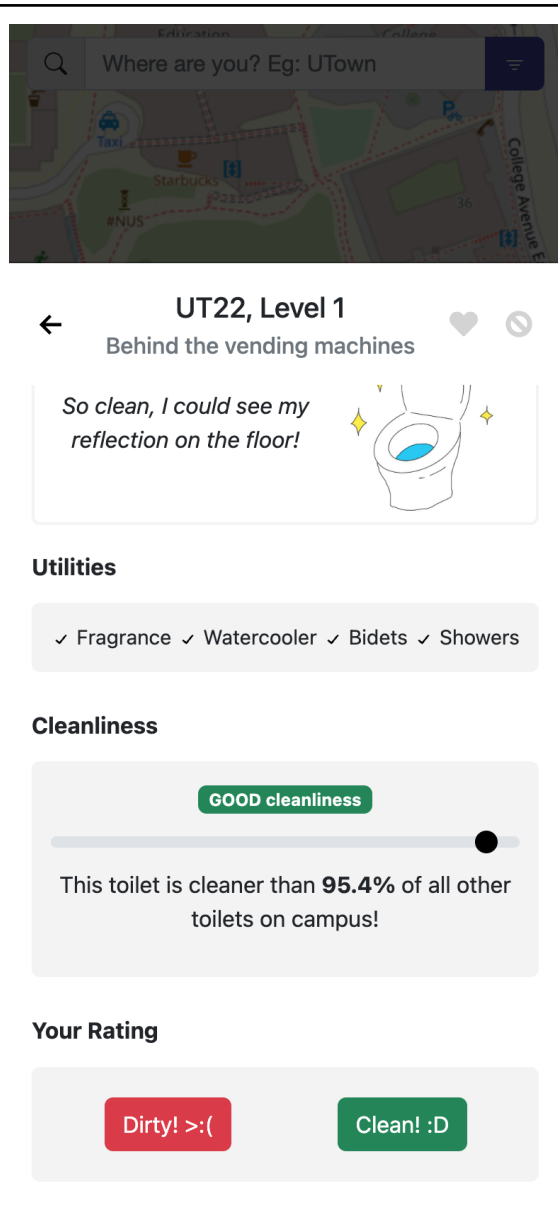 Education
College
Where are you? Eg: UTown
Taxi
Starbucks
#NUS
36
College Avenue E
UT22, Level 1
Behind the vending machines
So clean, I could see my
reflection on the floor!
Utilities
✓ Fragrance ✓ Watercooler ✓ Bidets ✓ Showers
Cleanliness
GOOD cleanliness
This toilet is cleaner than 95.4% of all other
toilets on campus!
Your Rating
Dirty! >:(
Clean! :D